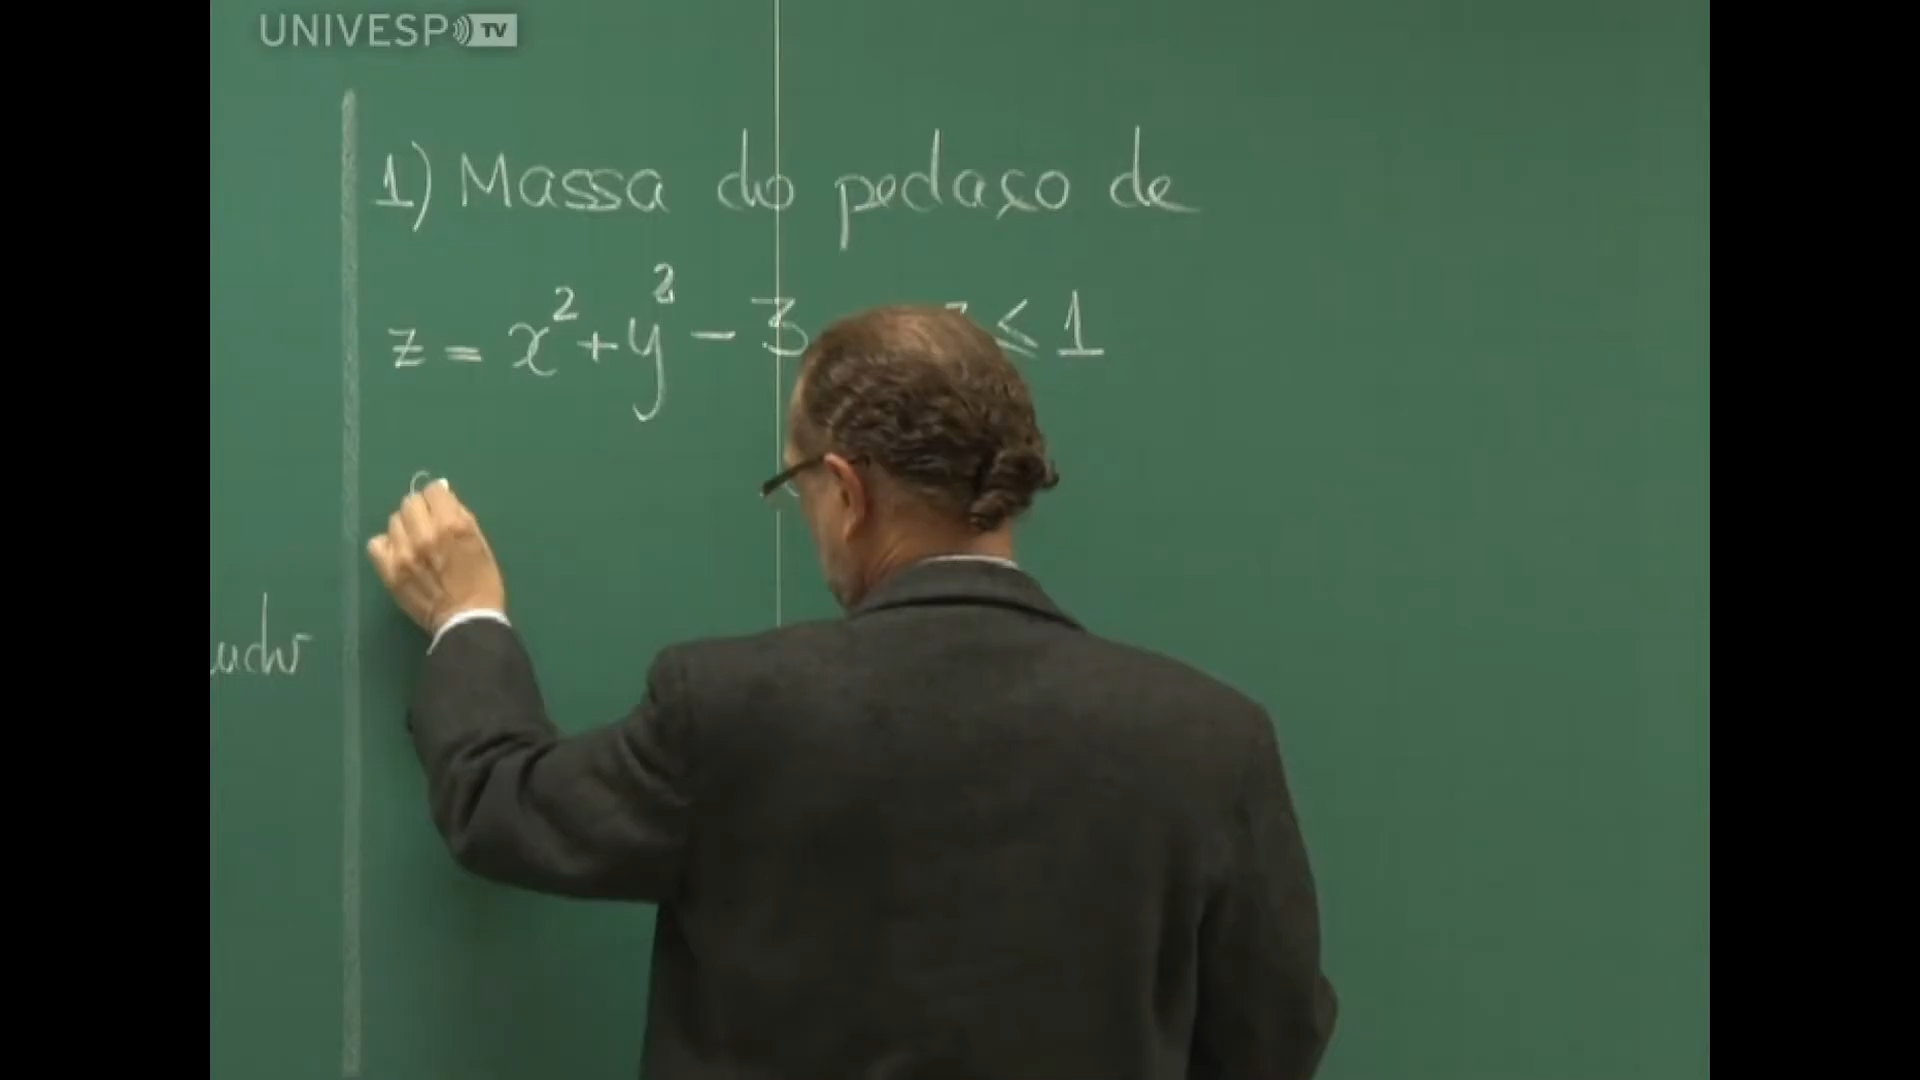 UNIVESP TV
1) Massa do pedaço de
z = x² + y² - 3 z ≤ 1